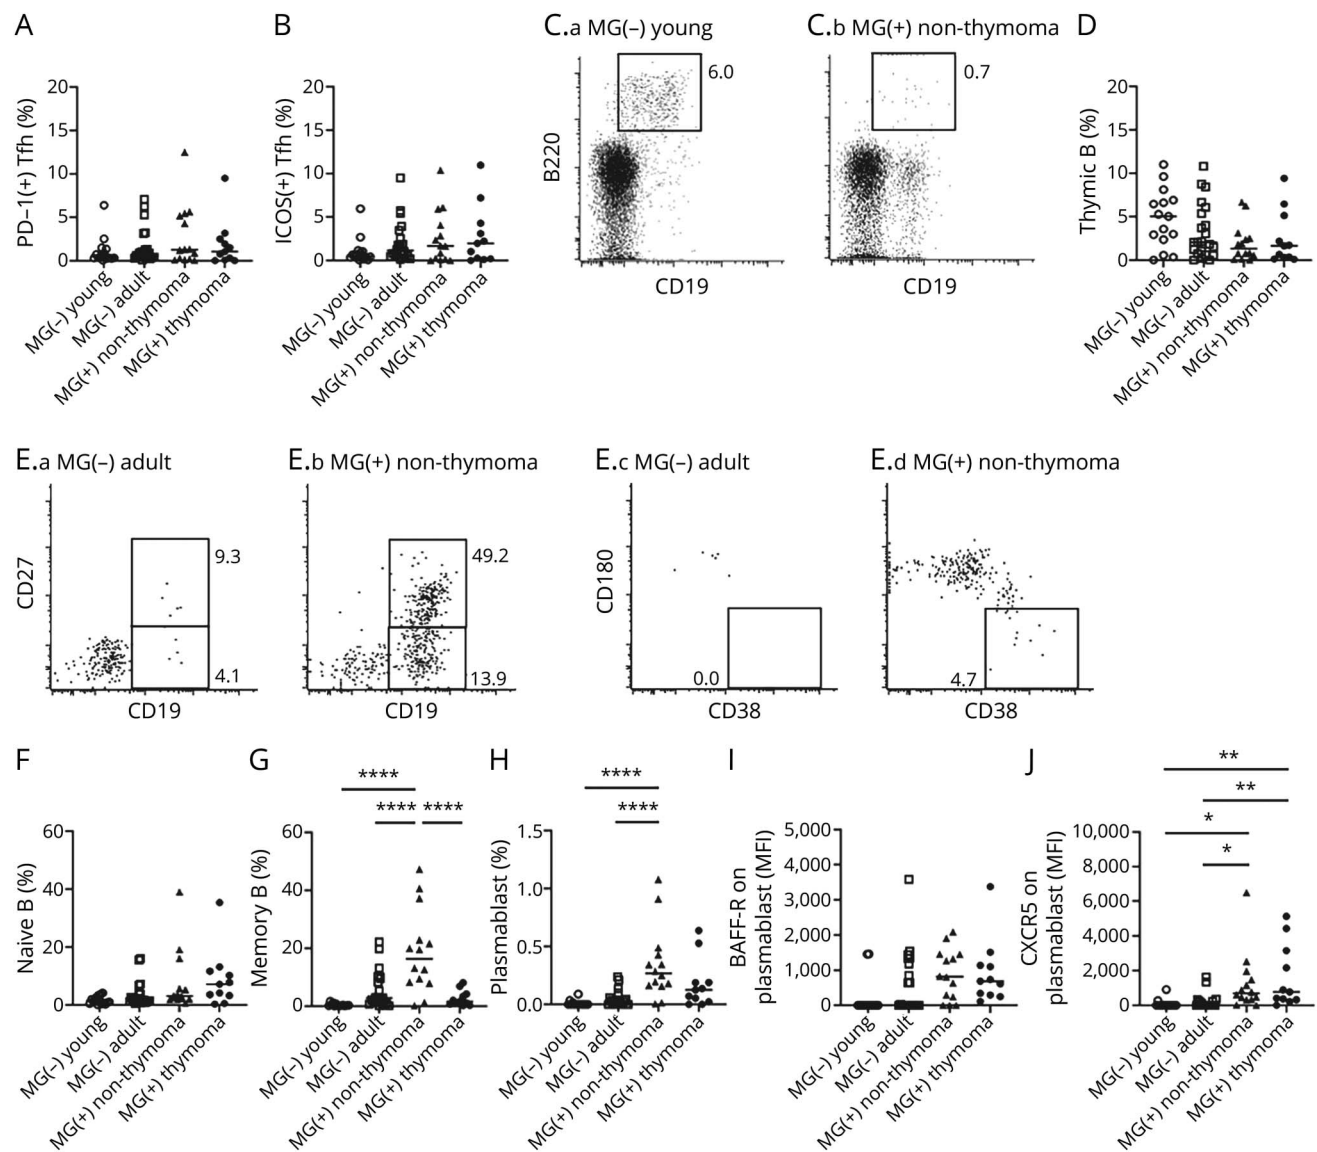 A
B
C.a MG(–) young
C.b MG(+) non-thymoma
D
PD–1(+) Tfh (%)
20
15
10
5
0
MG(–) young
MG(–) adult
MG(+) non-thymoma
MG(+) thymoma
ICOS(+) Tfh (%)
20
15
10
5
0
MG(–) young
MG(–) adult
MG(+) non-thymoma
MG(+) thymoma
B220
6.0
CD19
0.7
CD19
Thymic B (%)
20
15
10
5
0
MG(–) young
MG(–) adult
MG(+) non-thymoma
MG(+) thymoma
E.a MG(–) adult
E.b MG(+) non-thymoma
E.c MG(–) adult
E.d MG(+) non-thymoma
CD27
9.3
4.1
CD19
49.2
13.9
CD19
CD180
0.0
CD38
4.7
CD38
F
G
H
I
J
Naive B (%)
60
40
20
0
MG(–) young
MG(–) adult
MG(+) non-thymoma
MG(+) thymoma
Memory B (%)
****
**** ****
60
40
20
0
MG(–) young
MG(–) adult
MG(+) non-thymoma
MG(+) thymoma
Plasmablast (%)
****
****
1.5
1.0
0.5
0.0
MG(–) young
MG(–) adult
MG(+) non-thymoma
MG(+) thymoma
BAFF-R on
plasmablast (MFI)
5,000
4,000
3,000
2,000
1,000
0
MG(–) young
MG(–) adult
MG(+) non-thymoma
MG(+) thymoma
CXCR5 on
plasmablast (MFI)
**
**
*
*
10,000
8,000
6,000
4,000
2,000
0
MG(–) young
MG(–) adult
MG(+) non-thymoma
MG(+) thymoma